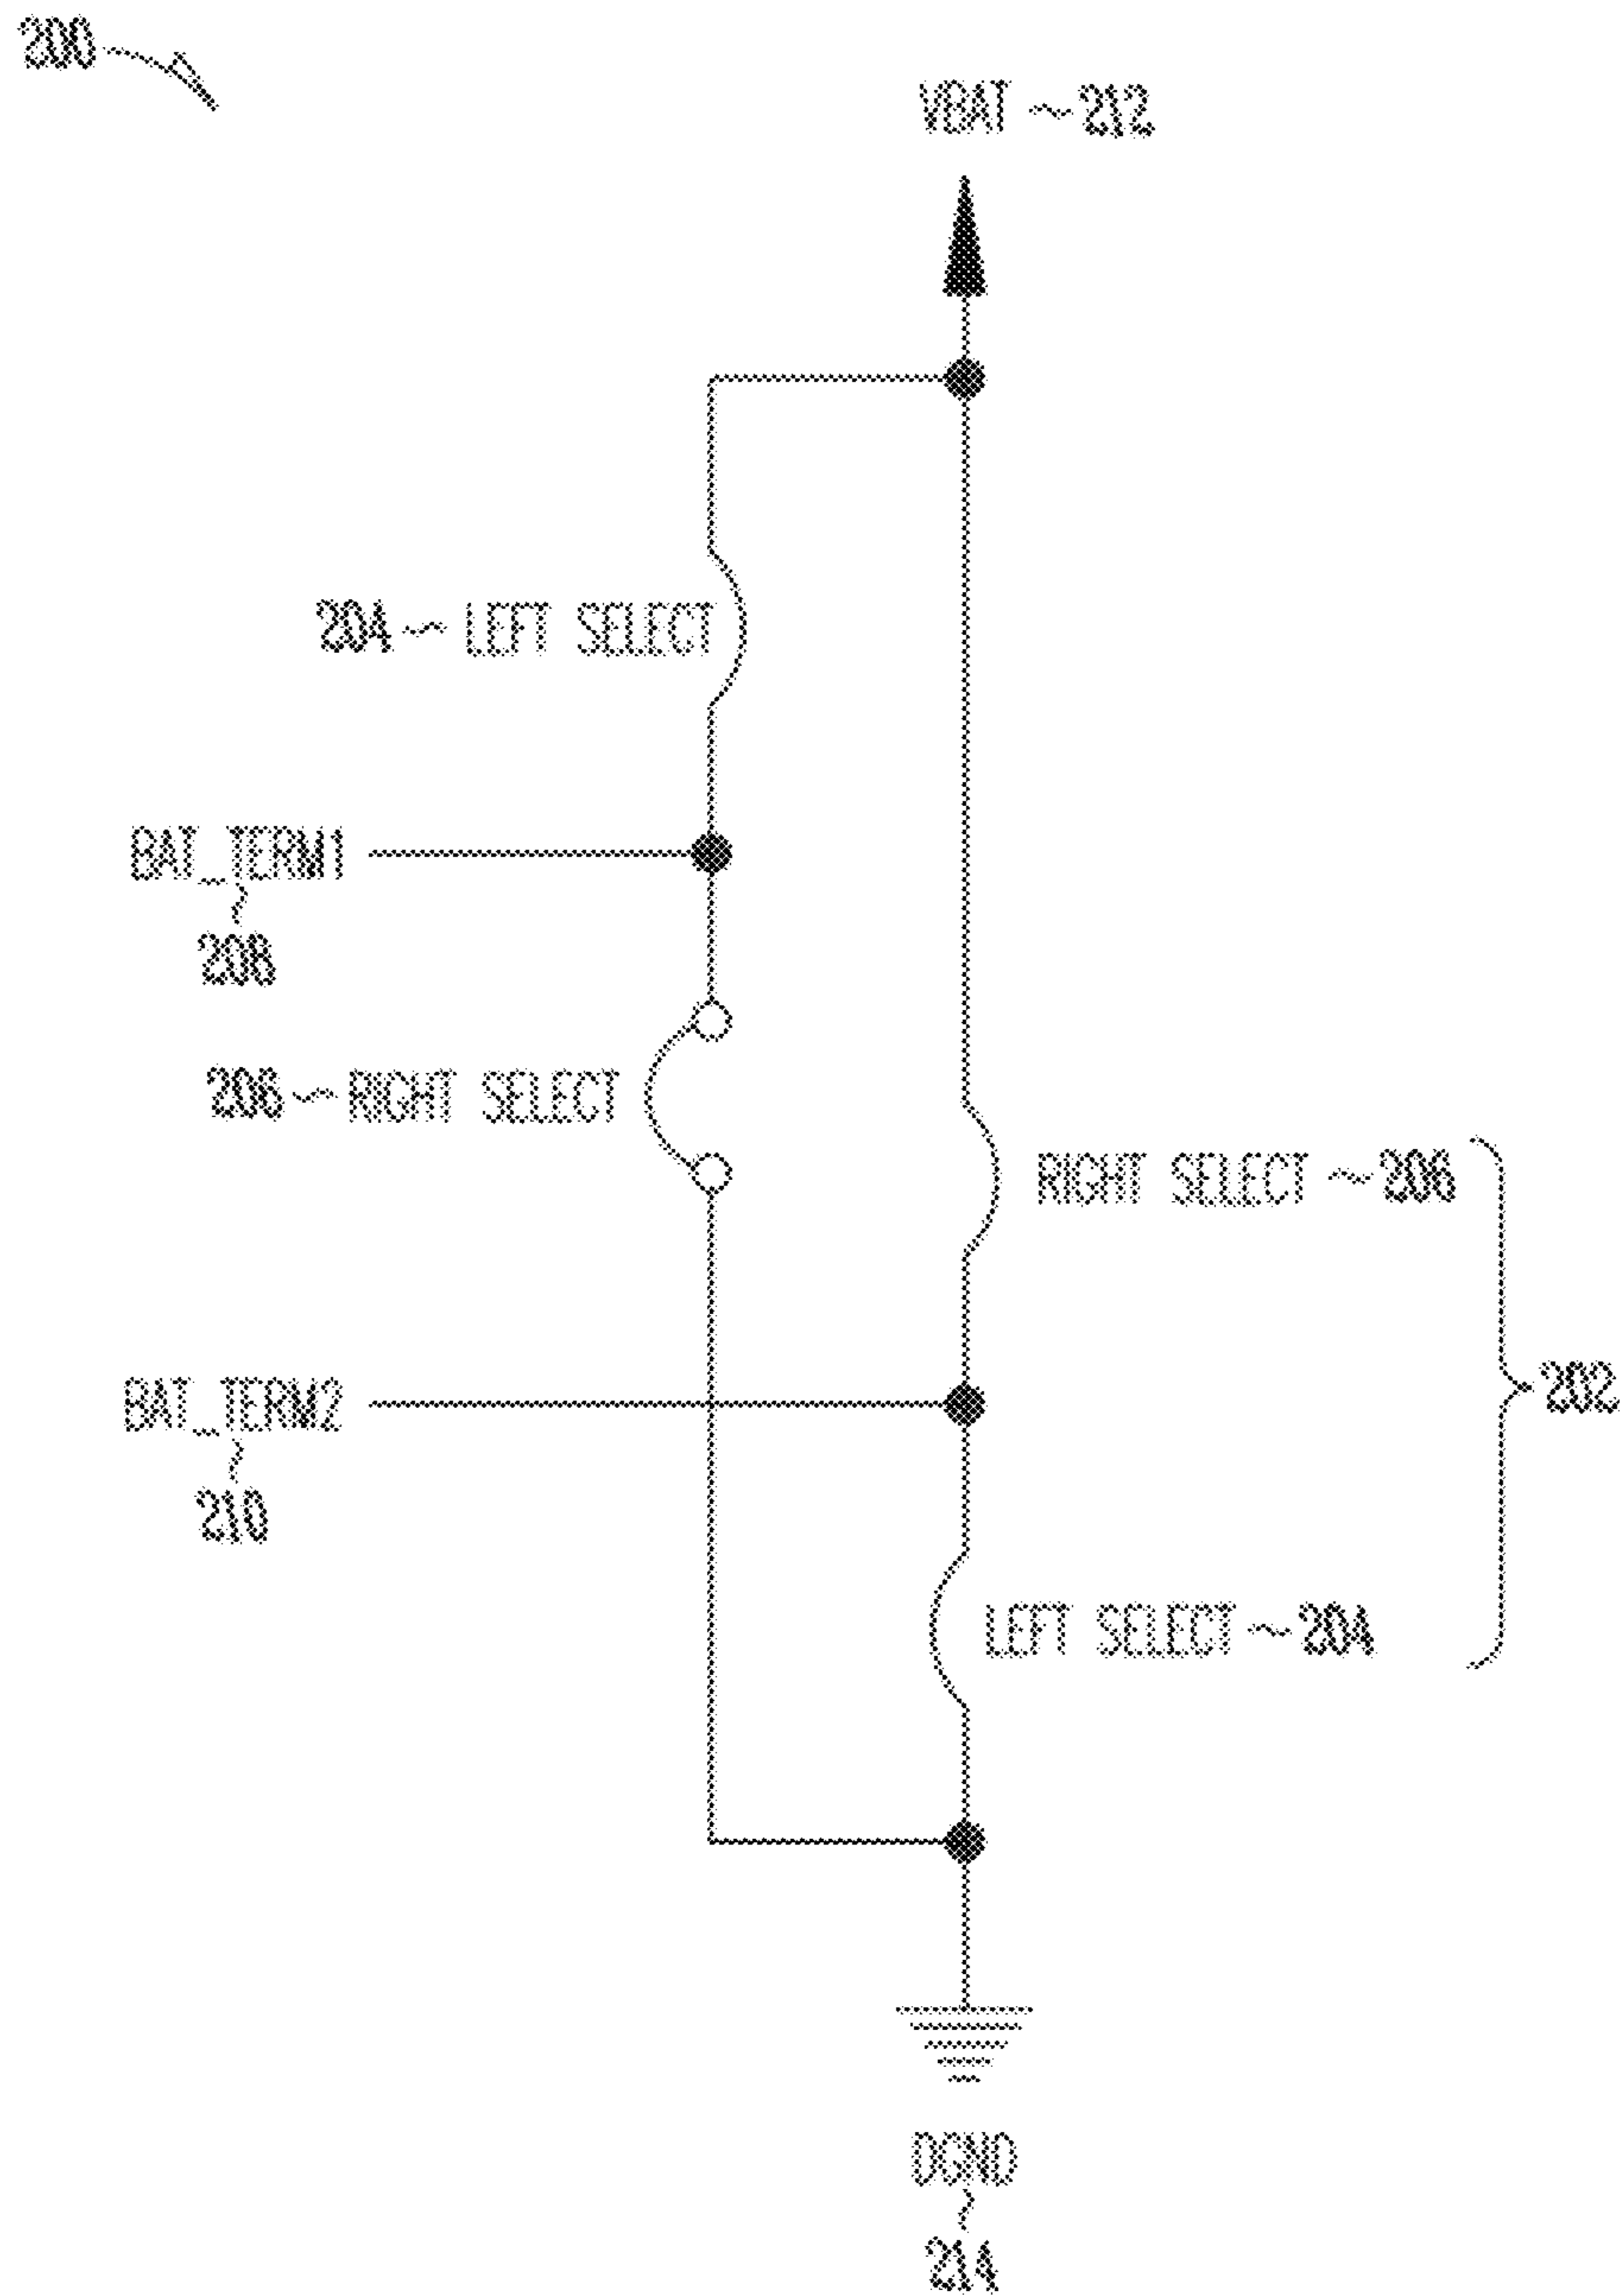 200
VBAT ~ 212
204 ~ LEFT SELECT
BAT_TERM1
208
206 ~ RIGHT SELECT
RIGHT SELECT ~ 206
202
BAT_TERM2
210
LEFT SELECT ~ 204
DGND
214